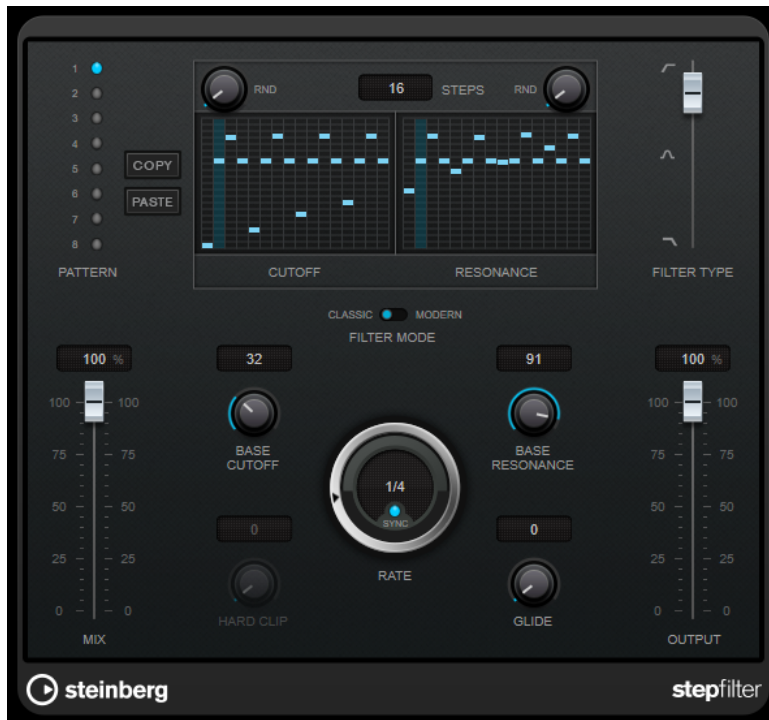 1
2
3
4
5
6
7
8
PATTERN
COPY
PASTE
RND
16 STEPS
RND
CUTOFF
RESONANCE
FILTER TYPE
CLASSIC MODERN
FILTER MODE
100 %
32
91
100 %
100 100
75 75
50 50
25 25
0 0
MIX
BASE
CUTOFF
0
HARD CLIP
1/4
SYNC
RATE
BASE
RESONANCE
0
GLIDE
100 100
75 75
50 50
25 25
0 0
OUTPUT
steinberg
stepfilter